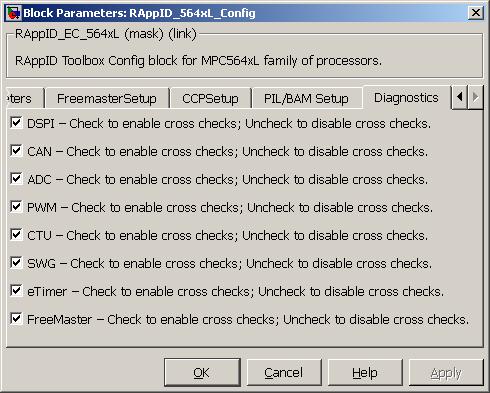 Block Parameters: RAppID_564xL_Config
RAppID_EC_564xL (mask) (link)
RAppID Toolbox Config block for MPC564xL family of processors.
eters FreemasterSetup CCPSetup PIL/BAM Setup Diagnostics
DSPI – Check to enable cross checks; Uncheck to disable cross checks.
CAN – Check to enable cross checks; Uncheck to disable cross checks.
ADC – Check to enable cross checks; Uncheck to disable cross checks.
PWM – Check to enable cross checks; Uncheck to disable cross checks.
CTU – Check to enable cross checks; Uncheck to disable cross checks.
SWG – Check to enable cross checks; Uncheck to disable cross checks.
eTimer – Check to enable cross checks; Uncheck to disable cross checks.
FreeMaster – Check to enable cross checks; Uncheck to disable cross checks.
OK Cancel Help Apply